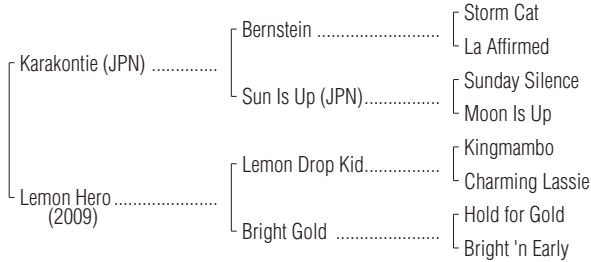 Storm Cat
Bernstein ..............................
La Affirmed
Karakontie (JPN) ................
Sunday Silence
Sun Is Up (JPN)...................
Moon Is Up
Kingmambo
Lemon Drop Kid...................
Charming Lassie
Lemon Hero .........................
(2009)
Hold for Gold
Bright Gold ..........................
Bright 'n Early